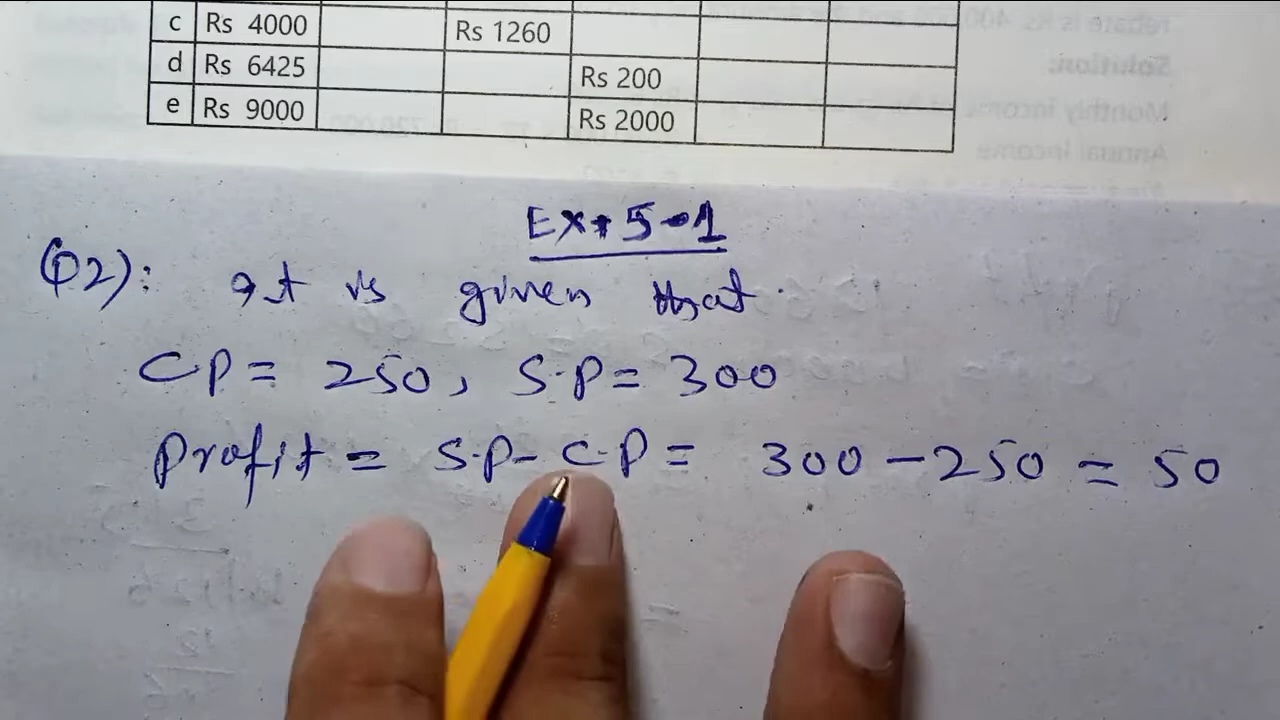 c Rs 4000 Rs 1260
d Rs 6425 Rs 200
e Rs 9000 Rs 2000
Ex. 5.1
Q2): It is given that.
CP = 250, S.P = 300
Profit = S.P - C.P = 300 - 250 = 50